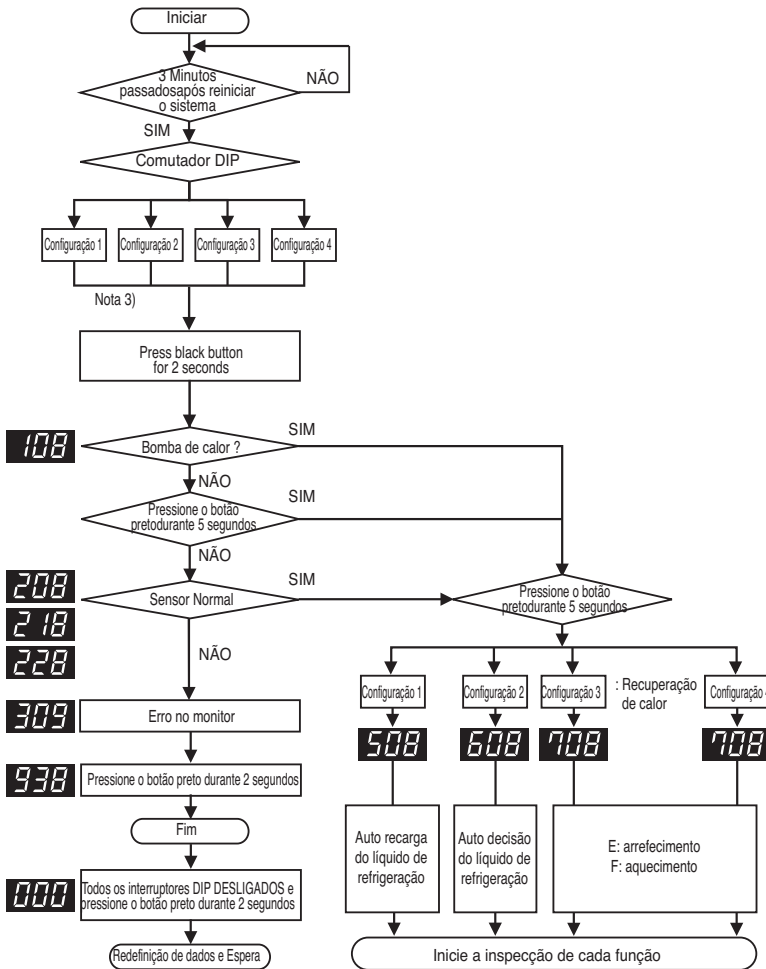 Iniciar
3 Minutos
passadosapós reiniciar
o sistema
NÃO
SIM
Comutador DIP
Configuração 1
Configuração 2
Configuração 3
Configuração 4
Nota 3)
Press black button
for 2 seconds
108
Bomba de calor ?
SIM
NÃO
Pressione o botão
pretodurante 5 segundos
SIM
NÃO
208
218
228
Sensor Normal
SIM
NÃO
Pressione o botão
pretodurante 5 segundos
309
Erro no monitor
938
Pressione o botão preto durante 2 segundos
Fim
000
Todos os interruptores DIP DESLIGADOS e
pressione o botão preto durante 2 segundos
Redefinição de dados e Espera
Configuração 1
Configuração 2
Configuração 3
: Recuperação
de calor
Configuração 4
508
608
708
708
Auto recarga
do líquido de
refrigeração
Auto decisão
do líquido de
refrigeração
E: arrefecimento
F: aquecimento
Inicie a inspecção de cada função